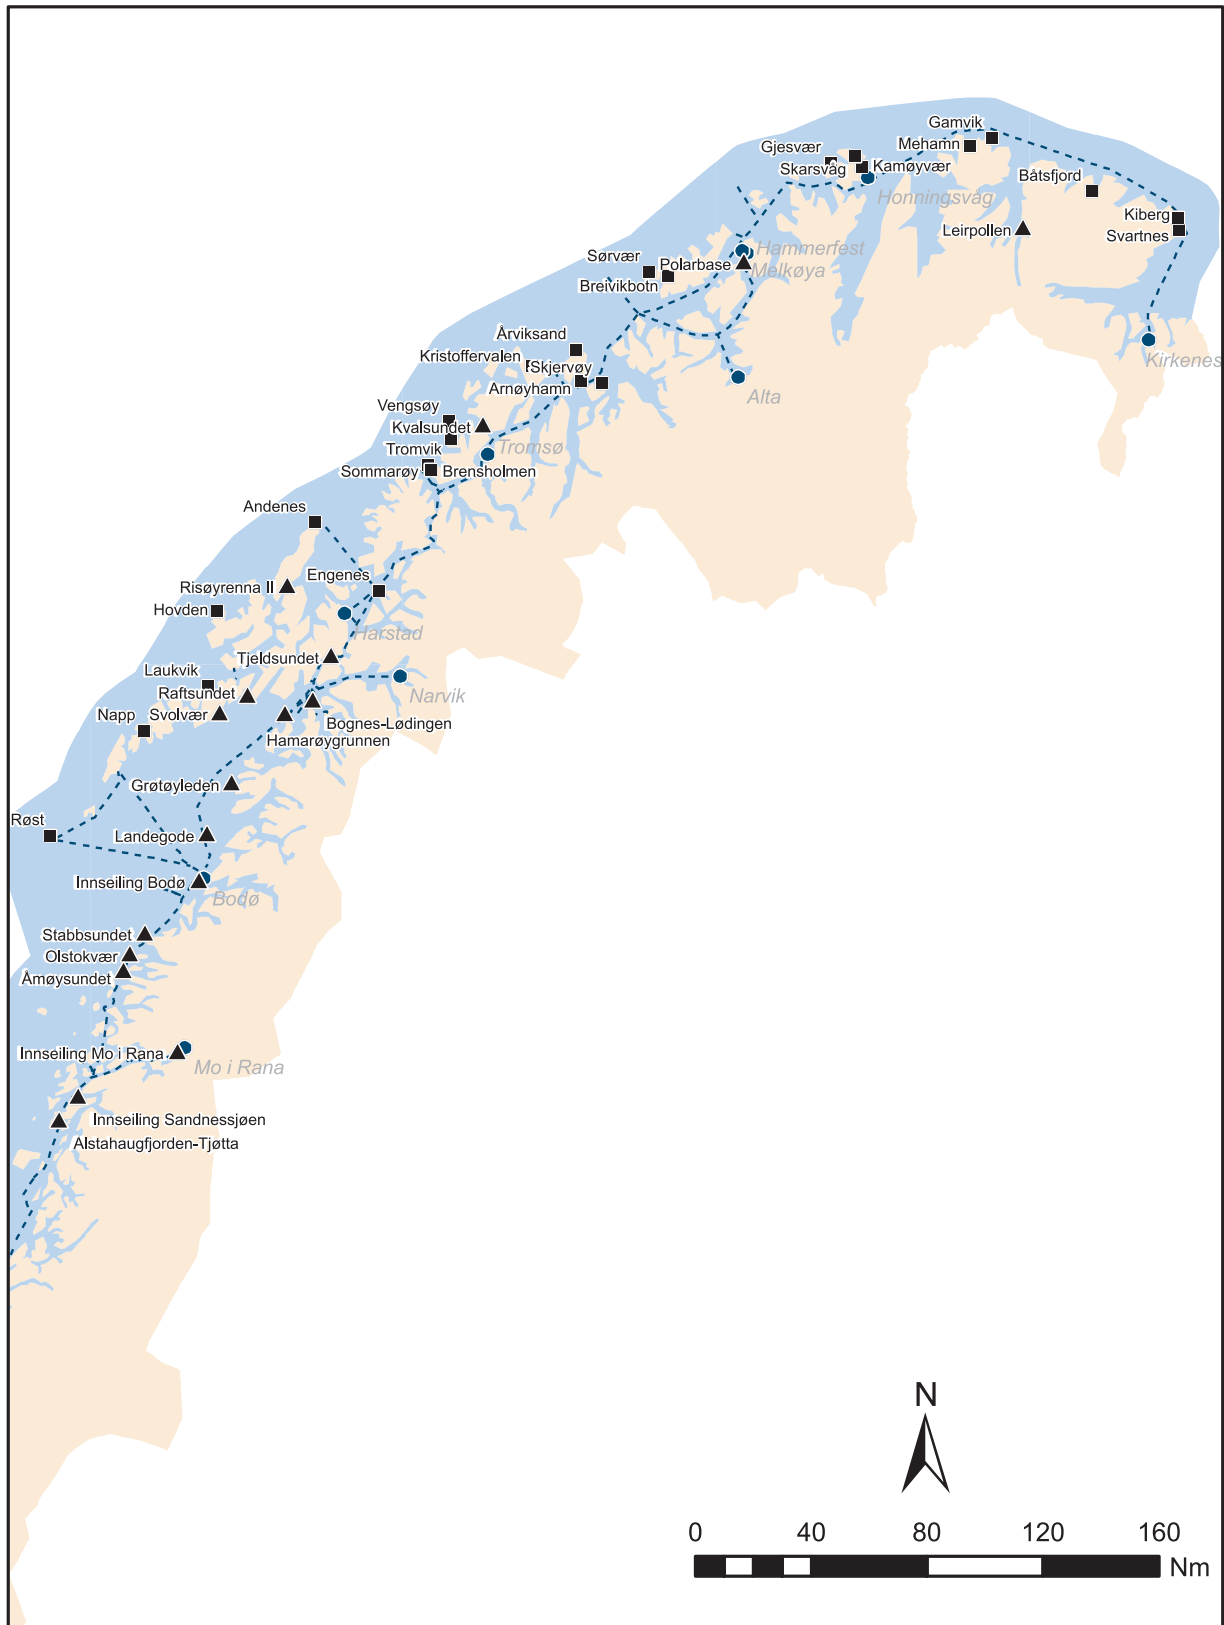 Gamvik
Mehamn
Gjesvær
Skarsvåg
Kamøyvær
Båtsfjord
Honningsvåg
Kiberg
Leirpollen
Svartnes
Hammerfest
Sørvær
Polarbase
Melkøya
Breivikbotn
Årviksand
Kristoffervalen
Kirkenes
Skjervøy
Arnøyhamn
Alta
Vengsøy
Kvalsundet
Tromsø
Tromvik
Sommarøy
Brensholmen
Andenes
Engenes
Risøyrenna II
Hovden
Harstad
Tjeldsundet
Laukvik
Raftsundet
Narvik
Napp
Svolvær
Bognes-Lødingen
Hamarøygrunnen
Grøtøyleden
Røst
Landegode
Innseiling Bodø
Bodø
Stabbsundet
Olstokvær
Åmøysundet
Innseiling Mo i Rana
Mo i Rana
Innseiling Sandnessjøen
Alstahaugfjorden-Tjøtta
N
0 40 80 120 160
Nm